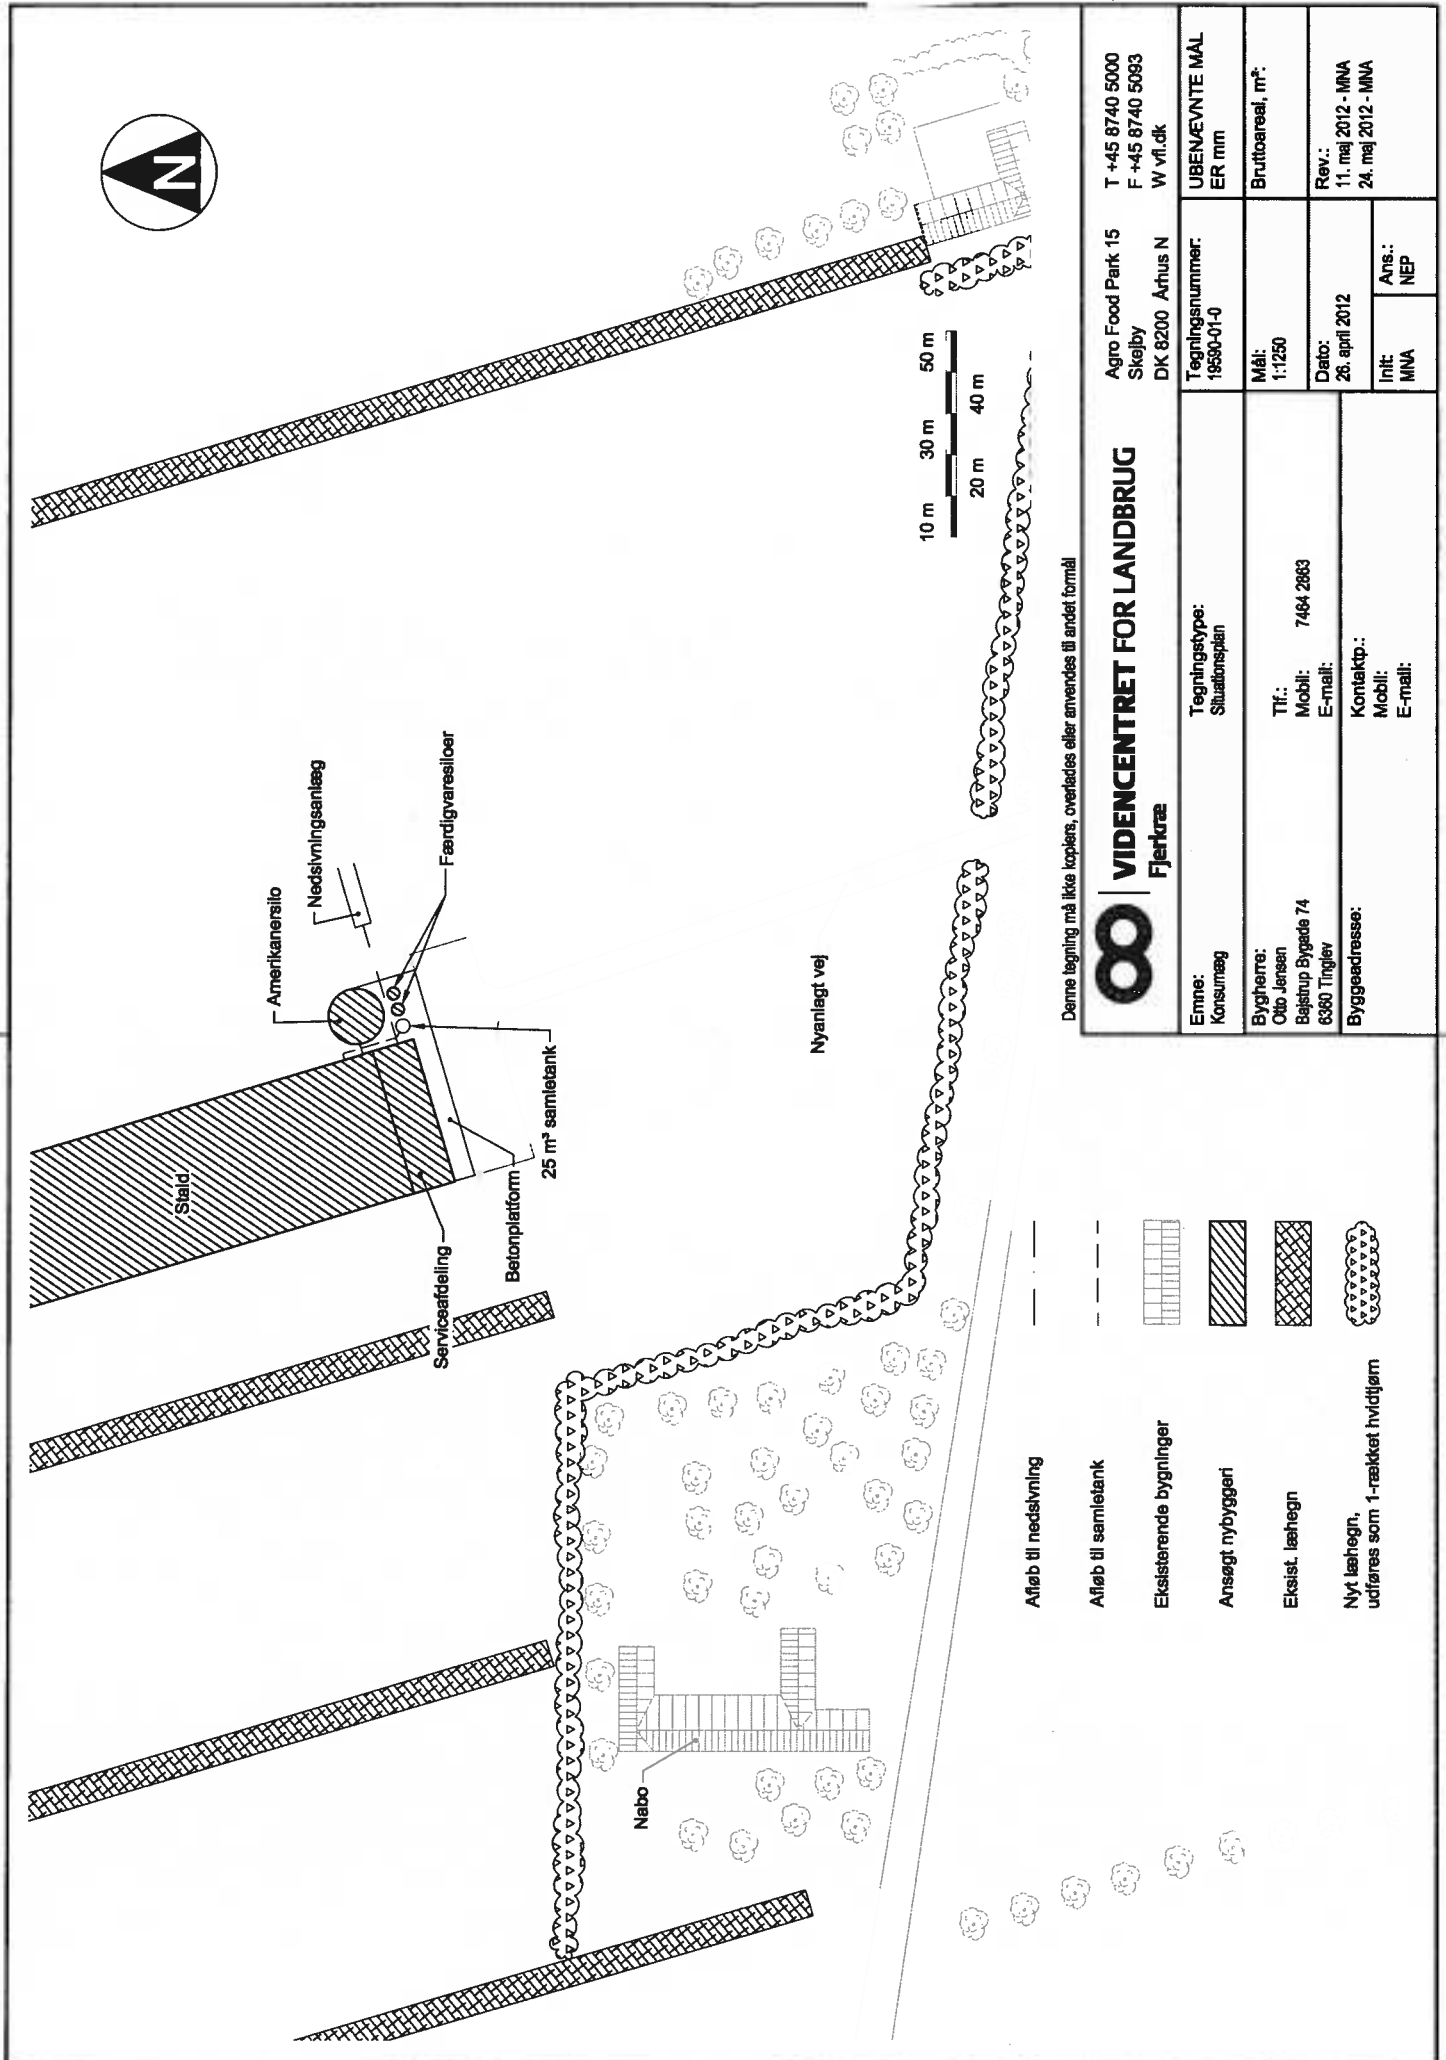 N
Amerikanersilo
Nedsivningsanlæg
Færdigvaresiloer
Stald
Serviceafdeling
Betonplatform
25 m³ samletank
Nyanlagt vej
Nabo
10 m 30 m 50 m
20 m 40 m
Afløb til nedsivning
Afløb til samletank
Eksisterende bygninger
Ansøgt nybyggeri
Eksist. læhegn
Nyt læhegn,
udføres som 1-rækket hvidtjørn
Denne tegning må ikke kopiers, overlades eller anvendes til andet formål
VIDENCENTRET FOR LANDBRUG
Fjerkræ
Agro Food Park 15
Skejby
DK 8200 Århus N
T +45 8740 5000
F +45 8740 5093
W vfl.dk
Emne:
Konsumæg
Tegningstype:
Situationsplan
Tegningsnummer:
19590-01-0
UBENÆVNTE MÅL
ER mm
Bygherre:
Otto Jensen
Bajstrup Bygade 74
6360 Tinglev
Tlf.:
Mobil: 7464 2863
E-mail:
Mål:
1:1250
Bruttoareal, m²:
Dato:
26. april 2012
Rev.:
11. maj 2012 - MNA
24. maj 2012 - MNA
Byggeadresse:
Kontaktp.:
Mobil:
E-mail:
Init:
MNA
Ans.:
NEP